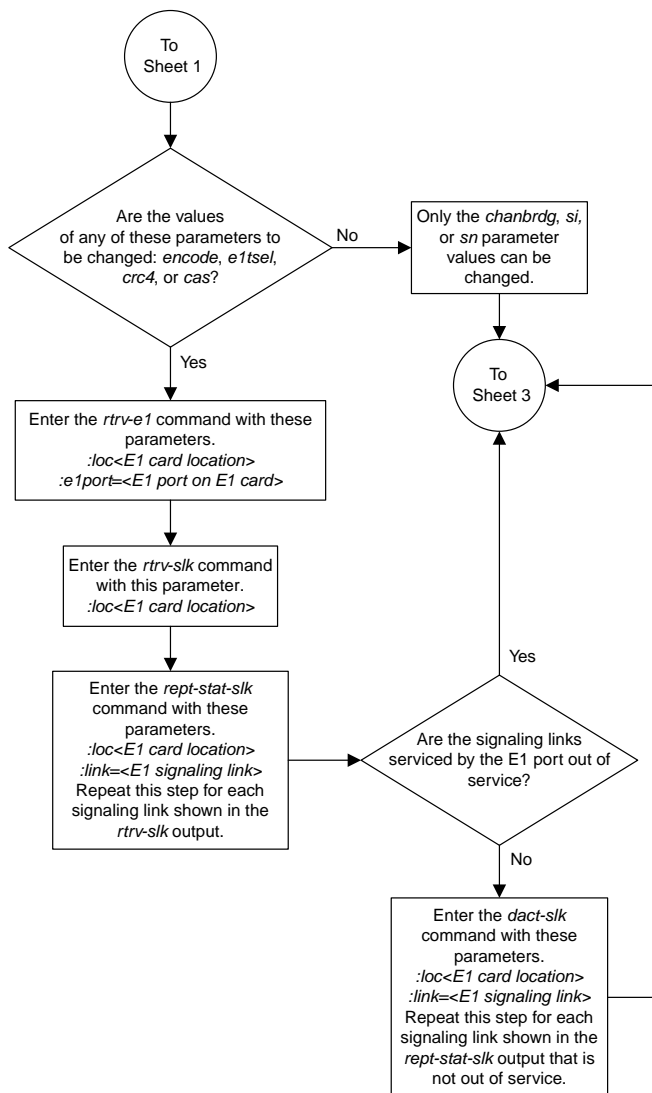 To
Sheet 1
Are the values
of any of these parameters to
be changed: encode, e1tsel,
crc4, or cas?
No
Only the chanbrdg, si,
or sn parameter
values can be
changed.
Yes
To
Sheet 3
Enter the rtrv-e1 command with these
parameters.
:loc<E1 card location>
:e1port=<E1 port on E1 card>
Enter the rtrv-slk command
with this parameter.
:loc<E1 card location>
Enter the rept-stat-slk
command with these
parameters.
:loc<E1 card location>
:link=<E1 signaling link>
Repeat this step for each
signaling link shown in the
rtrv-slk output.
Yes
Are the signaling links
serviced by the E1 port out of
service?
No
Enter the dact-slk
command with these
parameters.
:loc<E1 card location>
:link=<E1 signaling link>
Repeat this step for each
signaling link shown in the
rept-stat-slk output that is
not out of service.